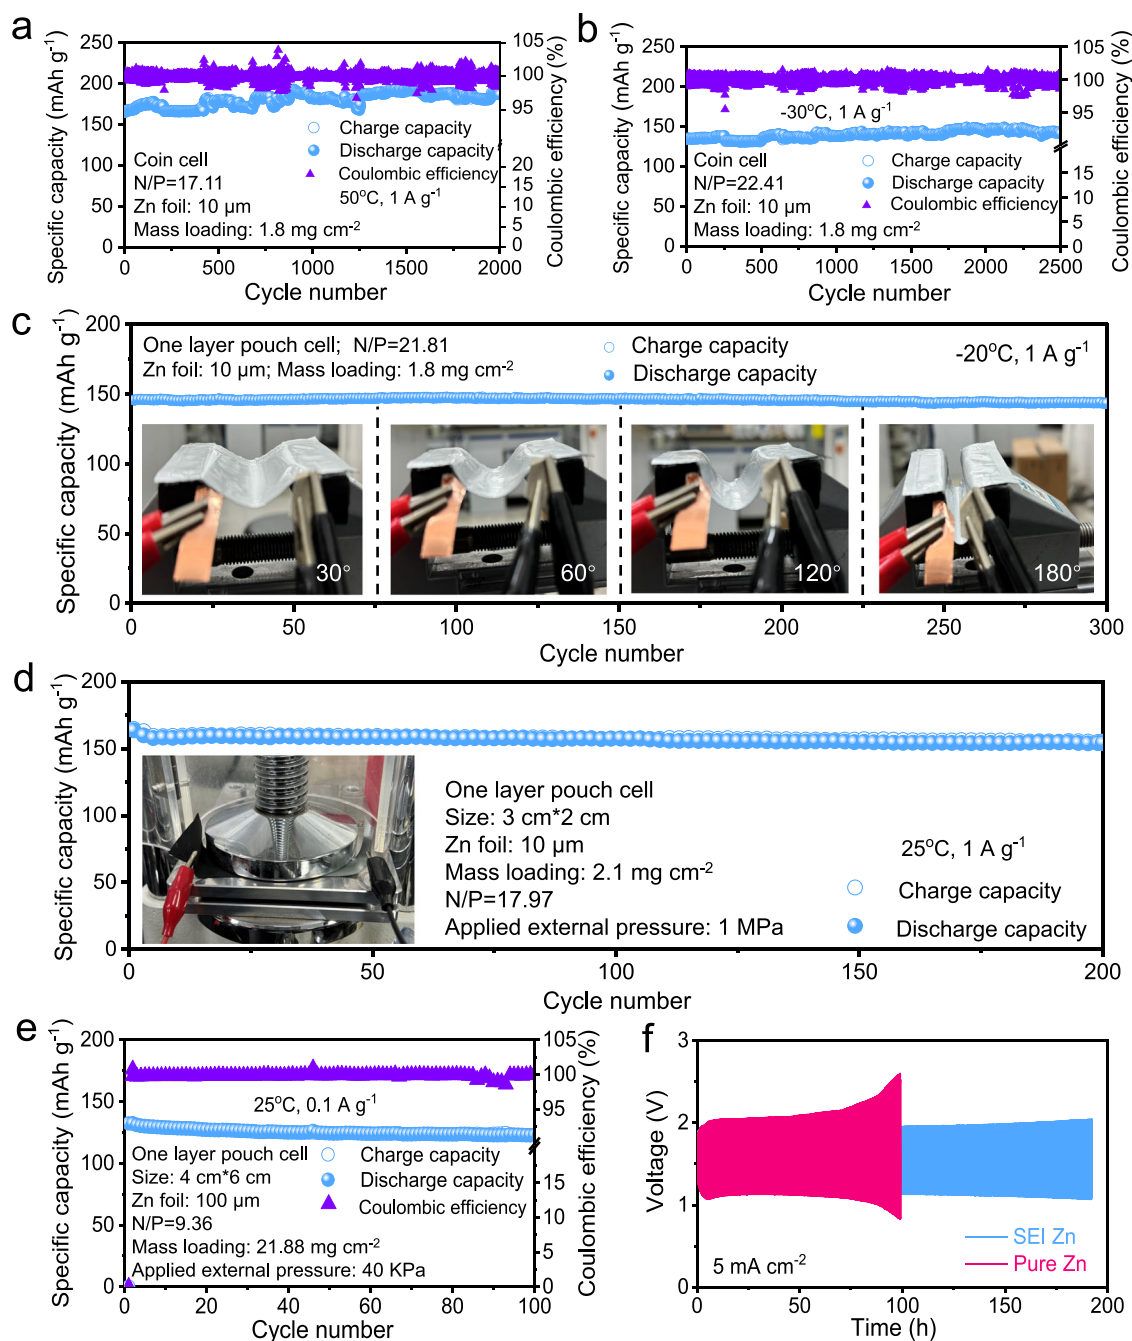 a
250
200
150
100
50
0
Specific capacity (mAh g⁻¹)
105
100
95
20
15
10
5
0
Coulombic efficiency (%)
Charge capacity
Discharge capacity
Coulombic efficiency
50°C, 1 A g⁻¹
Coin cell
N/P=17.11
Zn foil: 10 μm
Mass loading: 1.8 mg cm⁻²
0 500 1000 1500 2000
Cycle number
b
250
200
150
100
50
0
Specific capacity (mAh g⁻¹)
105
100
95
15
10
5
0
Coulombic efficiency (%)
-30°C, 1 A g⁻¹
Coin cell
N/P=22.41
Zn foil: 10 μm
Mass loading: 1.8 mg cm⁻²
Charge capacity
Discharge capacity
Coulombic efficiency
0 500 1000 1500 2000 2500
Cycle number
c
200
150
100
50
0
Specific capacity (mAh g⁻¹)
One layer pouch cell; N/P=21.81
Zn foil: 10 μm; Mass loading: 1.8 mg cm⁻²
Charge capacity
Discharge capacity
-20°C, 1 A g⁻¹
30° 60° 120° 180°
0 50 100 150 200 250 300
Cycle number
d
200
150
100
50
0
Specific capacity (mAh g⁻¹)
One layer pouch cell
Size: 3 cm*2 cm
Zn foil: 10 μm
Mass loading: 2.1 mg cm⁻²
N/P=17.97
Applied external pressure: 1 MPa
25°C, 1 A g⁻¹
Charge capacity
Discharge capacity
0 50 100 150 200
Cycle number
e
200
175
150
125
100
75
50
25
0
Specific capacity (mAh g⁻¹)
105
100
95
15
10
5
0
Coulombic efficiency (%)
25°C, 0.1 A g⁻¹
One layer pouch cell
Size: 4 cm*6 cm
Zn foil: 100 μm
N/P=9.36
Mass loading: 21.88 mg cm⁻²
Applied external pressure: 40 KPa
Charge capacity
Discharge capacity
Coulombic efficiency
0 20 40 60 80 100
Cycle number
f
3
2
1
0
Voltage (V)
SEI Zn
Pure Zn
5 mA cm⁻²
0 50 100 150 200
Time (h)